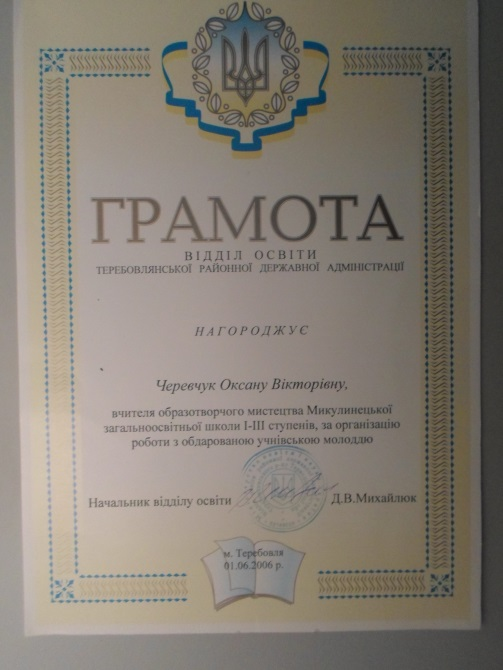 ГРАМОТА
ВІДДІЛ ОСВІТИ
ТЕРЕБОВЛЯНСЬКОЇ РАЙОННОЇ ДЕРЖАВНОЇ АДМІНІСТРАЦІЇ
НАГОРОДЖУЄ
Черевчук Оксану Вікторівну,
вчителя образотворчого мистецтва Микулинецької
загальноосвітньої школи І-ІІІ ступенів, за організацію
роботи з обдарованою учнівською молоддю
Начальник відділу освіти Д.В.Михайлюк
м. Теребовля
01.06.2006 р.